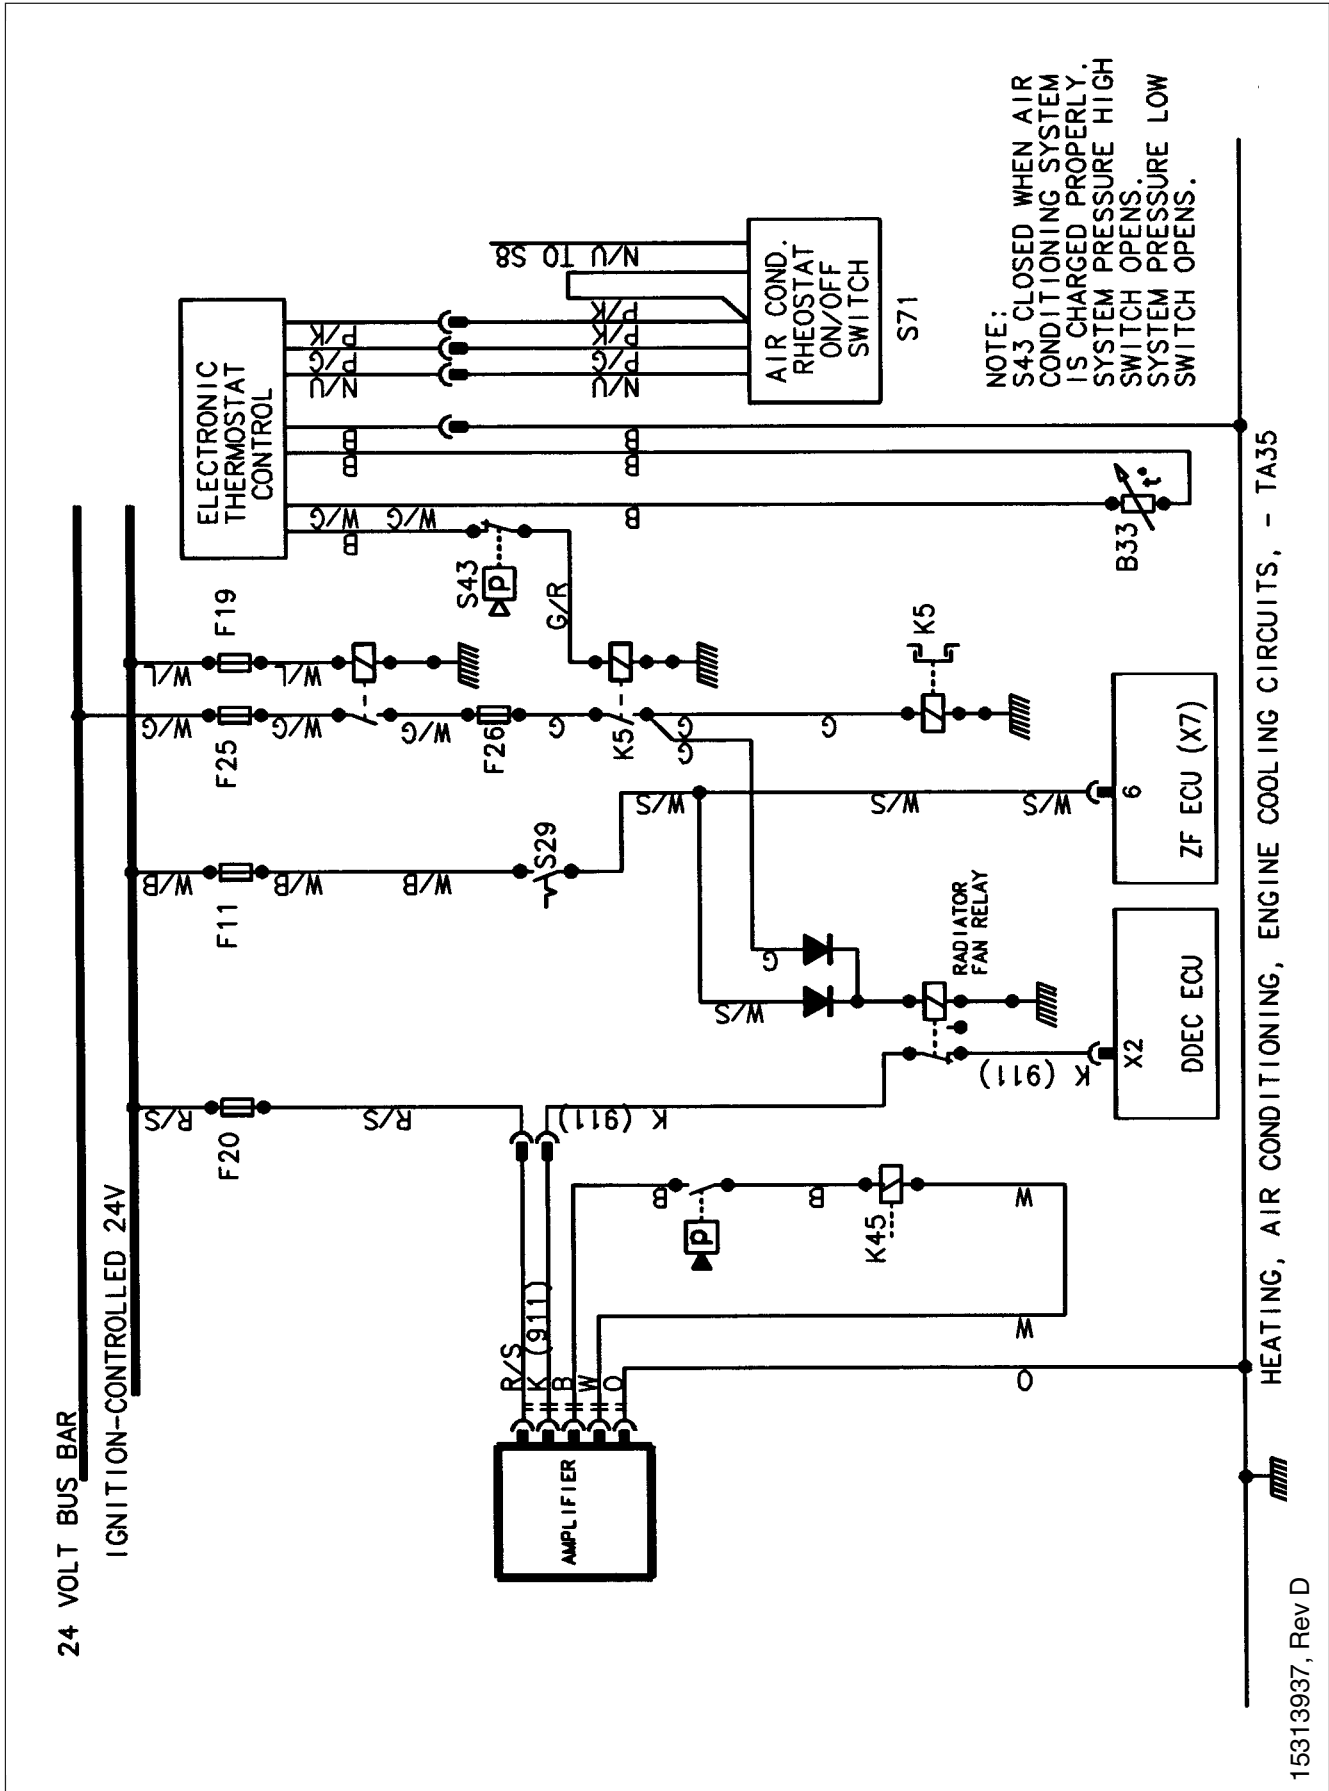 24 VOLT BUS BAR
IGNITION-CONTROLLED 24V
R/S
F20
R/S
W/B
F11
W/B
W/B
S29
W/G
F25
W/G
W/G
F26
G
K5
G
G
G
K5
W/L
F19
W/L
ELECTRONIC
THERMOSTAT
CONTROL
B
W/G
W/G
B
B
N/U
P/G
P/K
S43
P
G/R
B
B
B
N/U
P/G
P/K
P/K
N/U TO S8
AIR COND.
RHEOSTAT
ON/OFF
SWITCH
S71
B33
t°
NOTE:
S43 CLOSED WHEN AIR
CONDITIONING SYSTEM
IS CHARGED PROPERLY.
SYSTEM PRESSURE HIGH
SWITCH OPENS.
SYSTEM PRESSURE LOW
SWITCH OPENS.
AMPLIFIER
R/S
K (911)
B
W
O
K (911)
B
P
B
K45
W
W
O
W/S
W/S
W/S
W/S
G
RADIATOR
FAN RELAY
K (911)
X2
DDEC ECU
6
ZF ECU (X7)
HEATING, AIR CONDITIONING, ENGINE COOLING CIRCUITS, - TA35
15313937, Rev D